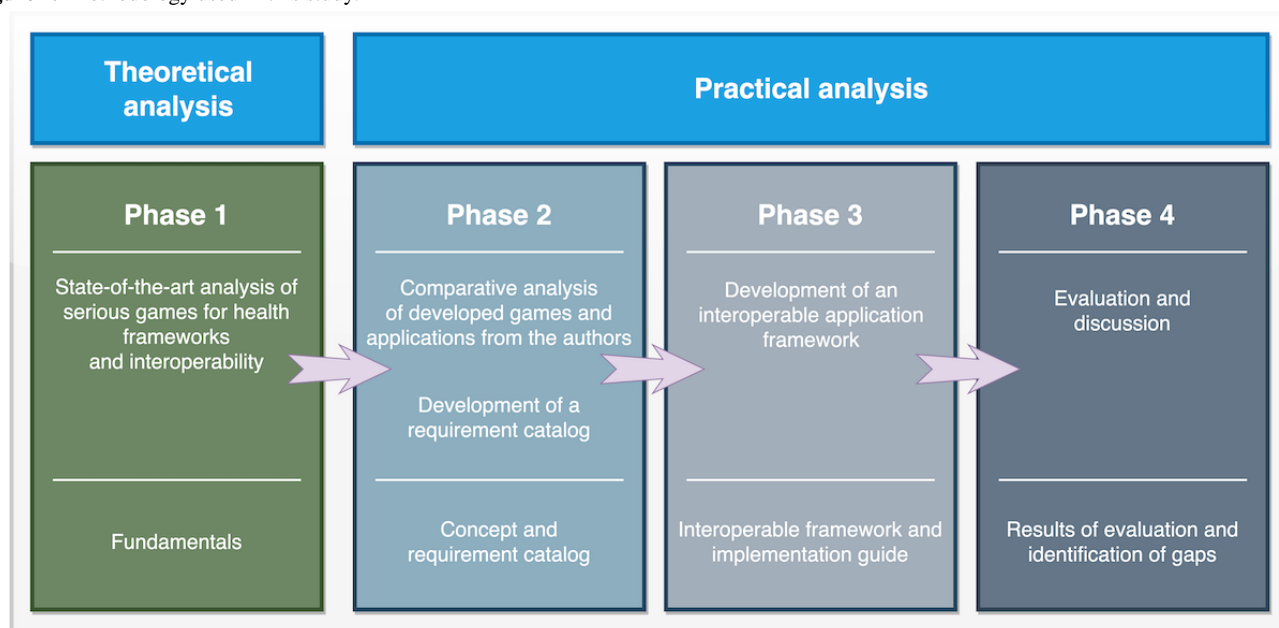 Theoretical
analysis
Practical analysis
Phase 1
State-of-the-art analysis of
serious games for health
frameworks
and interoperability
Fundamentals
Phase 2
Comparative analysis
of developed games and
applications from the authors
Development of a
requirement catalog
Concept and
requirement catalog
Phase 3
Development of an
interoperable application
framework
Interoperable framework and
implementation guide
Phase 4
Evaluation and
discussion
Results of evaluation and
identification of gaps